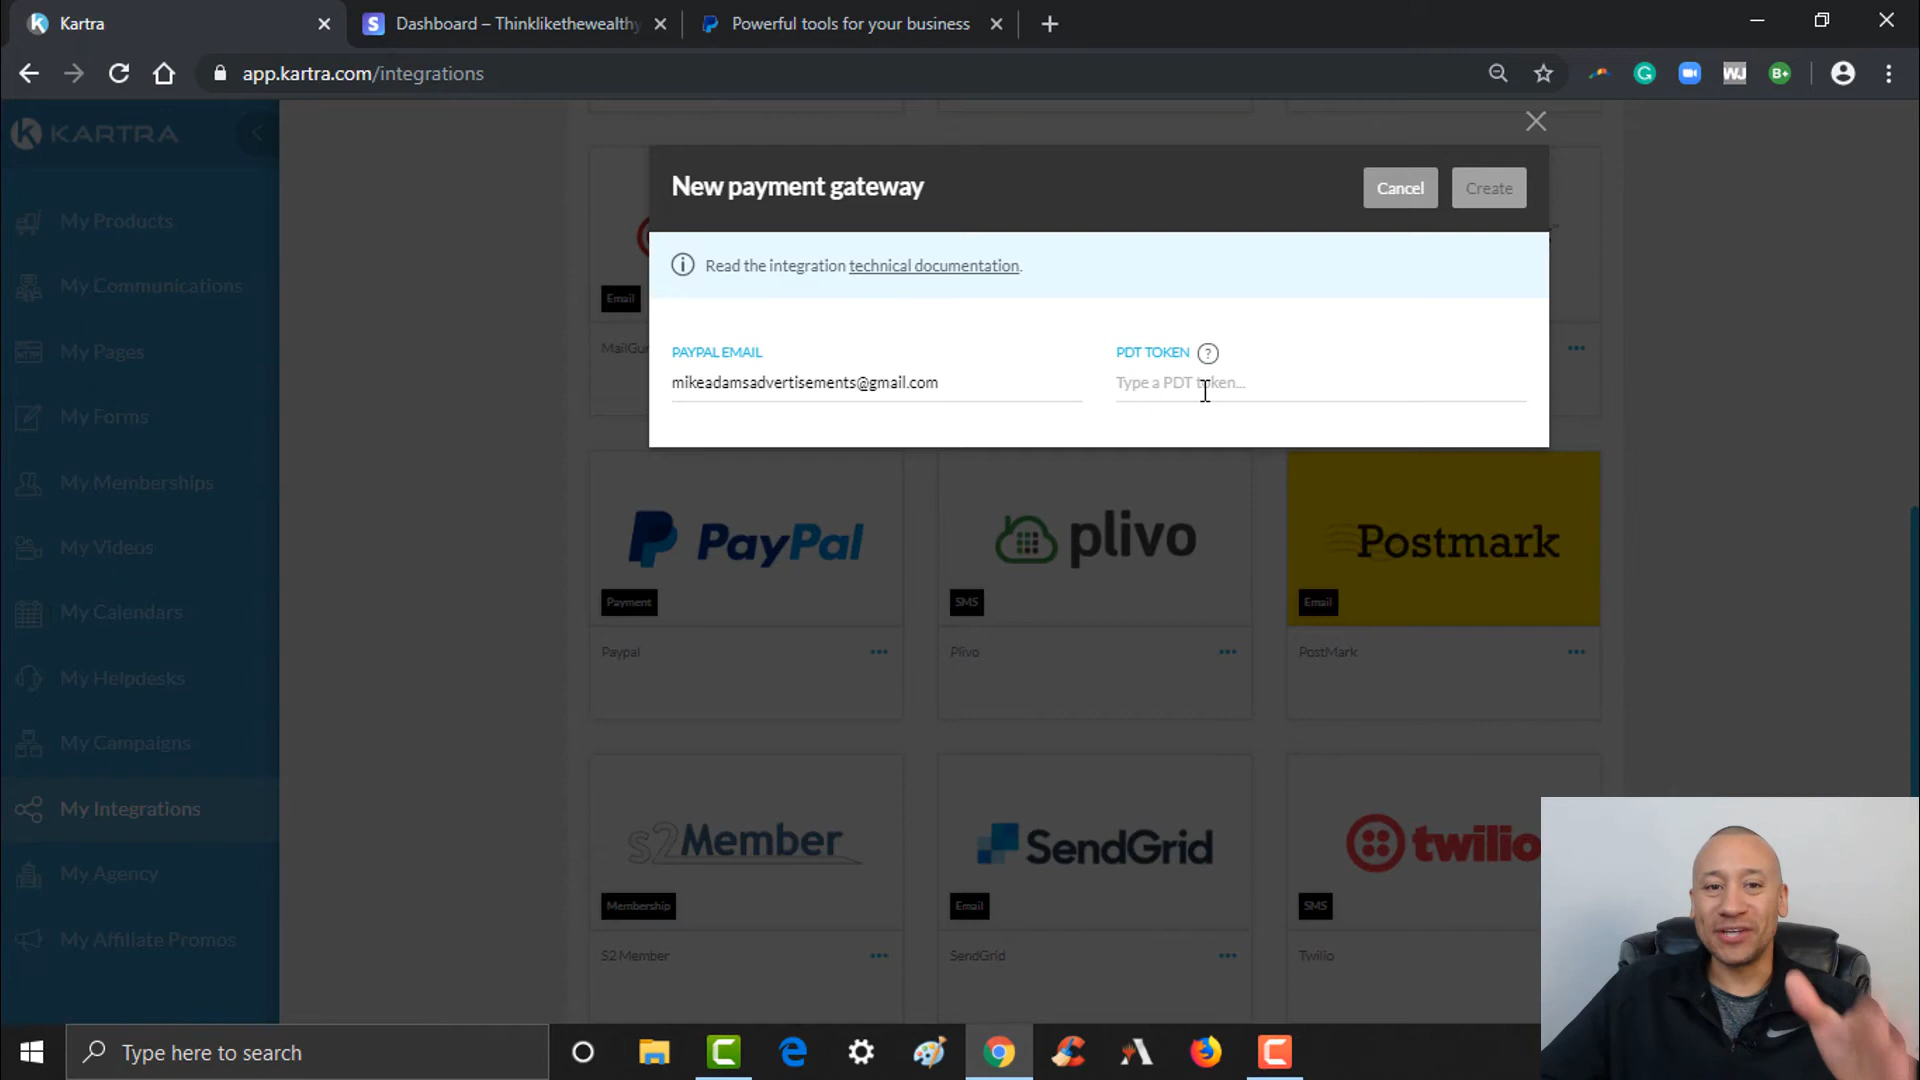 Kartra
Dashboard – Thinklikethewealthy
Powerful tools for your business
app.kartra.com/integrations
KARTRA
My Products
My Communications
My Pages
My Forms
My Memberships
My Videos
My Calendars
My Helpdesks
My Campaigns
My Integrations
My Agency
My Affiliate Promos
New payment gateway
Cancel
Create
Read the integration technical documentation.
PAYPAL EMAIL
mikeadamsadvertisements@gmail.com
PDT TOKEN ?
Type a PDT token...
Email
MailGu
PayPal
Payment
Paypal
plivo
SMS
Plivo
Postmark
Email
PostMark
s2Member
Membership
S2 Member
SendGrid
Email
SendGrid
twilio
SMS
Twilio
Type here to search